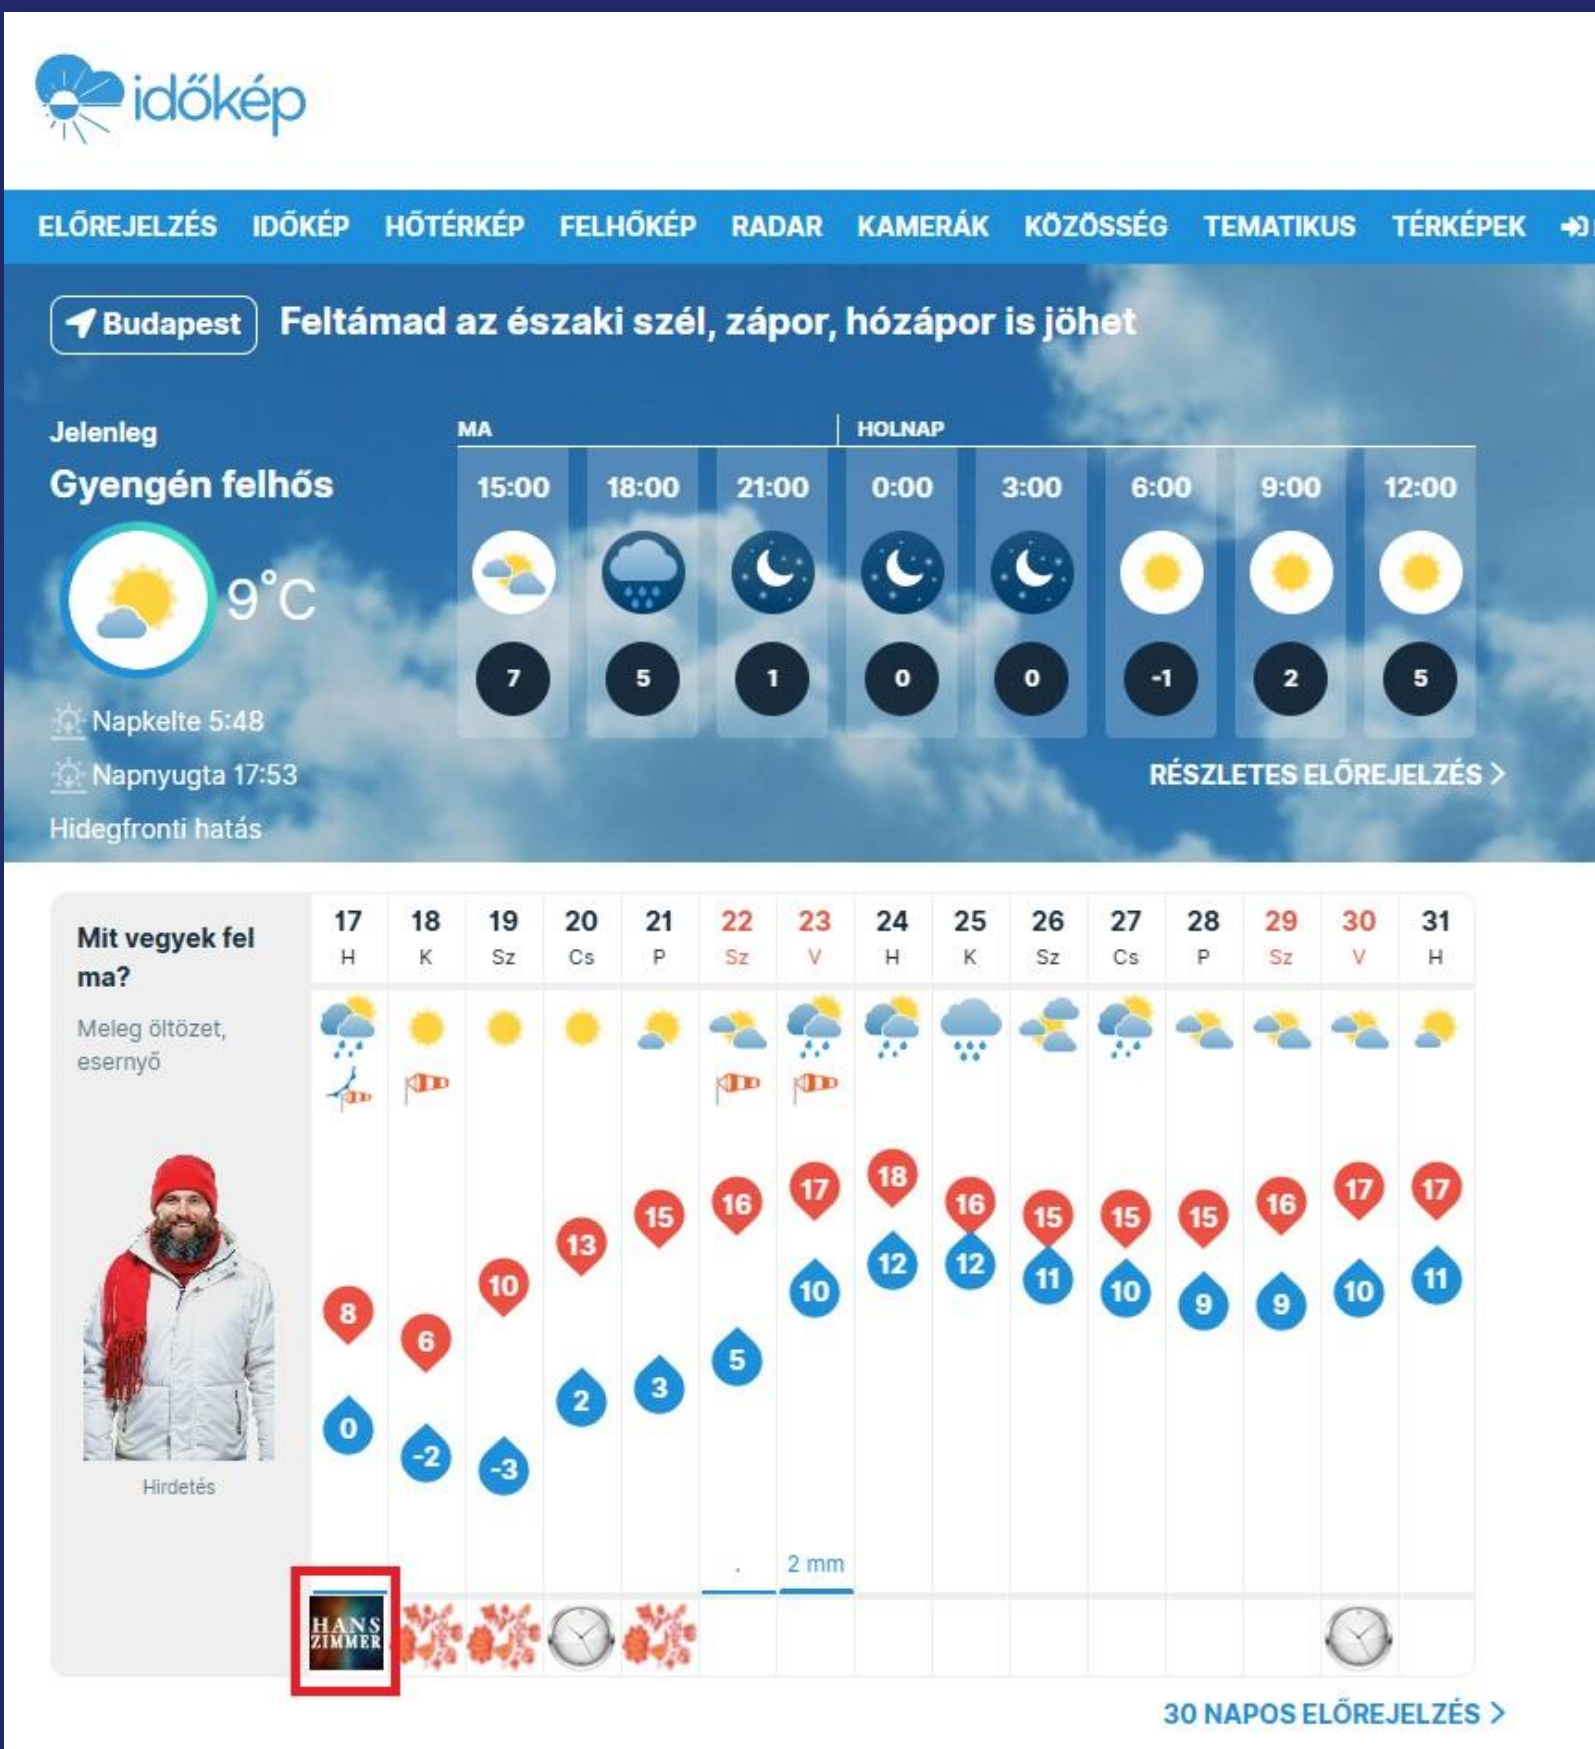 időkép
ELŐREJELZÉS IDŐKÉP HŐTÉRKÉP FELHŐKÉP RADAR KAMERÁK KÖZÖSSÉG TEMATIKUS TÉRKÉPEK
Budapest Feltámad az északi szél, zápor, hózápor is jöhet
Jelenleg
Gyengén felhős
9°C
Napkelte 5:48
Napnyugta 17:53
Hidegfronti hatás
MA HOLNAP
15:00 18:00 21:00 0:00 3:00 6:00 9:00 12:00
7 5 1 0 0 -1 2 5
RÉSZLETES ELŐREJELZÉS
Mit vegyek fel
ma?
Meleg öltözet,
esernyő
Hirdetés
17 18 19 20 21 22 23 24 25 26 27 28 29 30 31
H K Sz Cs P Sz V H K Sz Cs P Sz V H
8 6 10 13 15 16 17 18 16 15 15 15 16 17 17
0 -2 -3 2 3 5 10 12 12 11 10 9 9 10 11
2 mm
HANS
ZIMMER
30 NAPOS ELŐREJELZÉS